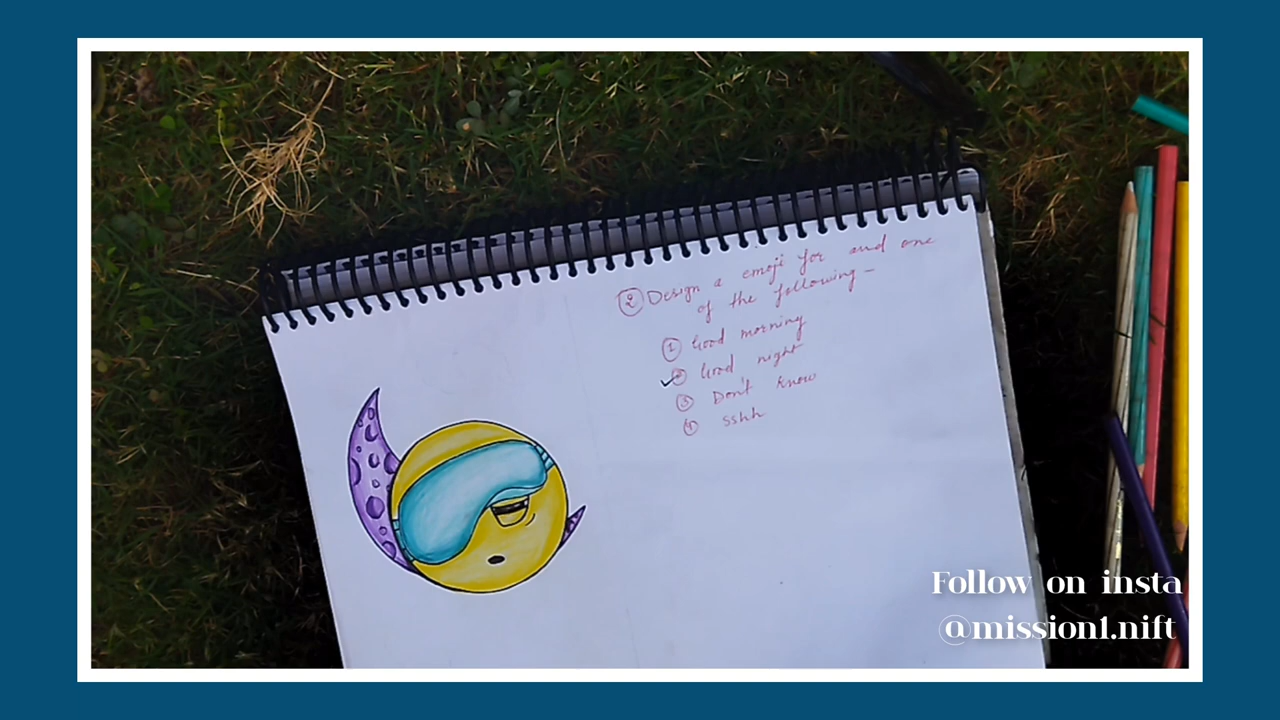 ② Design a emoji for and one
of the following -
① Good morning
② Good night
③ Don't know
④ sshh
Follow on insta
@mission1.nift